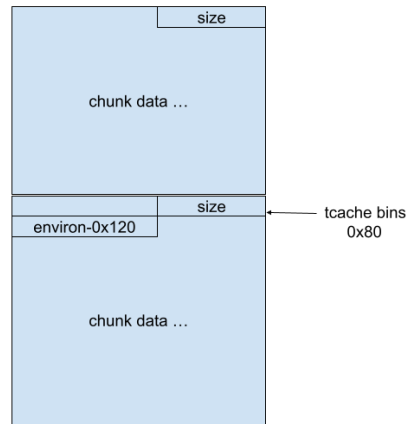 size
chunk data ...
size
environ-0x120
tcache bins
0x80
chunk data ...